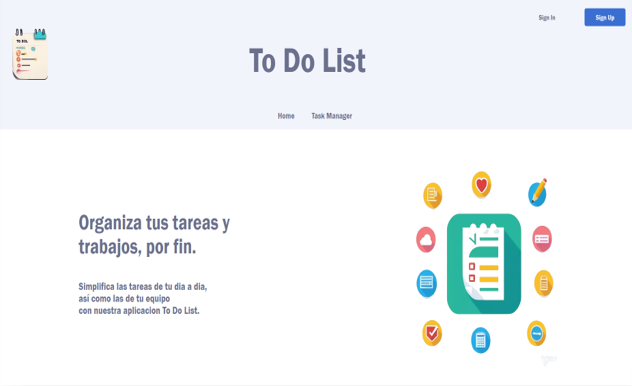 Sign In
Sign Up
To Do List
Home
Task Manager
Organiza tus tareas y
trabajos, por fin.
Simplifica las tareas de tu dia a dia,
asi como las de tu equipo
con nuestra aplicacion To Do List.